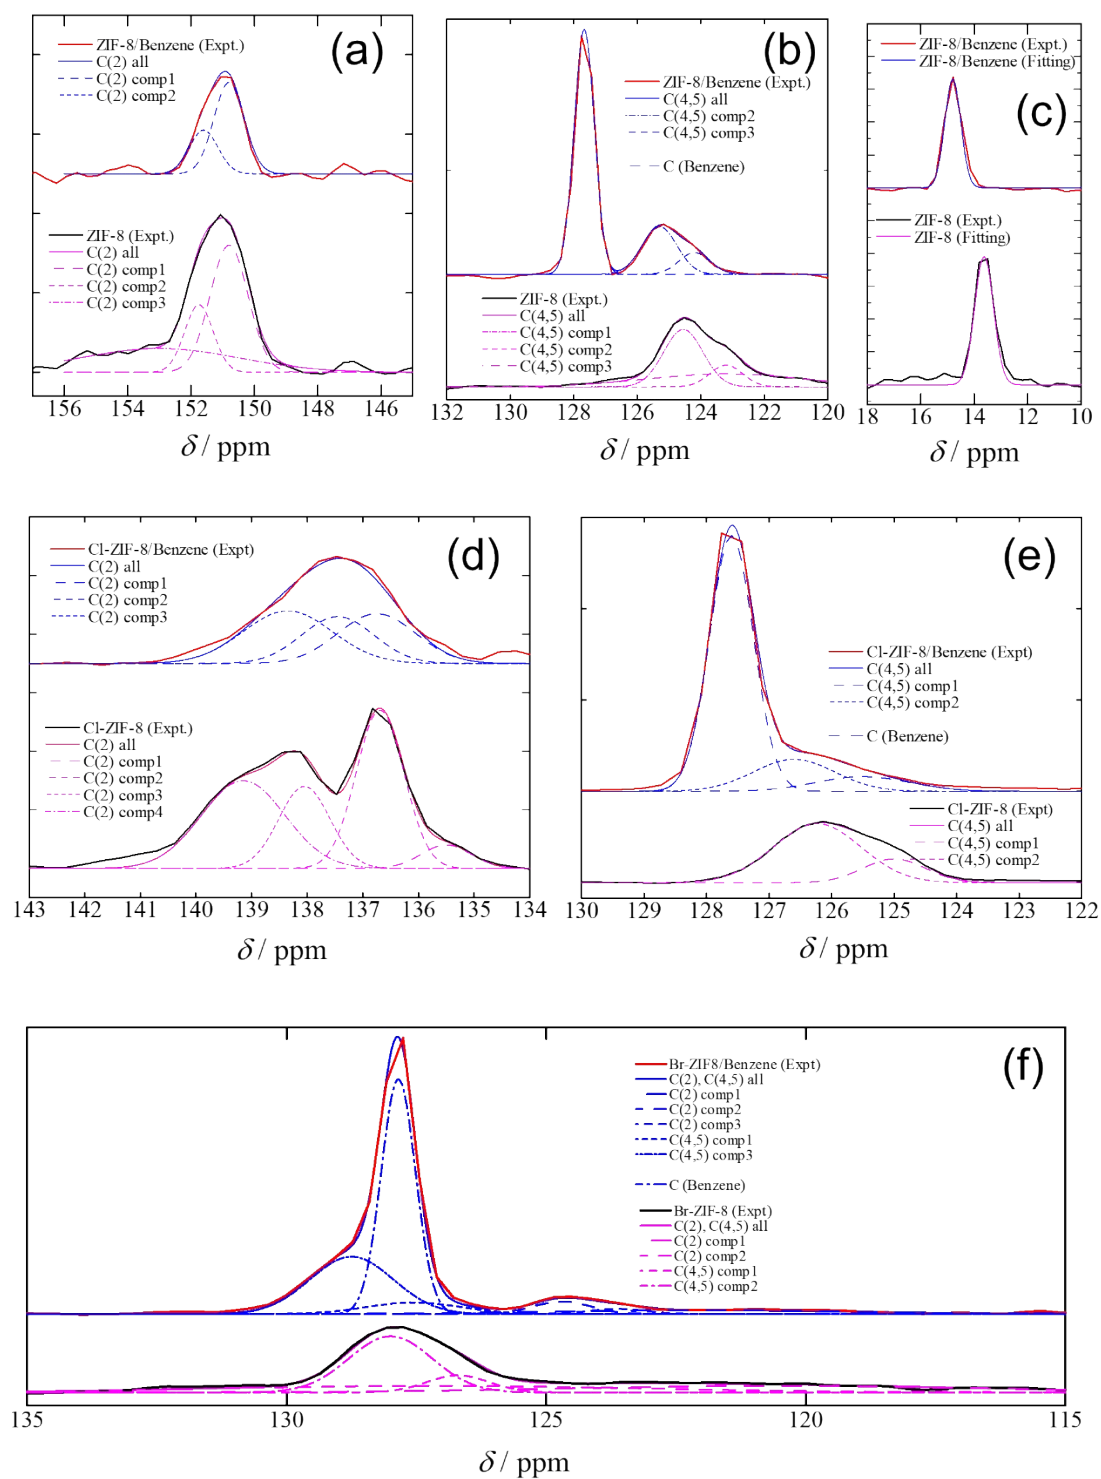 (a)
ZIF-8/Benzene (Expt.)
C(2) all
C(2) comp1
C(2) comp2
ZIF-8 (Expt.)
C(2) all
C(2) comp1
C(2) comp2
C(2) comp3
156 154 152 150 148 146
δ / ppm
(b)
ZIF-8/Benzene (Expt.)
C(4,5) all
C(4,5) comp2
C(4,5) comp3
C (Benzene)
ZIF-8 (Expt.)
C(4,5) all
C(4,5) comp1
C(4,5) comp2
C(4,5) comp3
132 130 128 126 124 122 120
δ / ppm
ZIF-8/Benzene (Expt.)
ZIF-8/Benzene (Fitting)
(c)
ZIF-8 (Expt.)
ZIF-8 (Fitting)
18 16 14 12 10
δ / ppm
(d)
Cl-ZIF-8/Benzene (Expt)
C(2) all
C(2) comp1
C(2) comp2
C(2) comp3
Cl-ZIF-8 (Expt.)
C(2) all
C(2) comp1
C(2) comp2
C(2) comp3
C(2) comp4
143 142 141 140 139 138 137 136 135 134
δ / ppm
(e)
Cl-ZIF-8/Benzene (Expt)
C(4,5) all
C(4,5) comp1
C(4,5) comp2
C (Benzene)
Cl-ZIF-8 (Expt)
C(4,5) all
C(4,5) comp1
C(4,5) comp2
130 129 128 127 126 125 124 123 122
δ / ppm
(f)
Br-ZIF8/Benzene (Expt)
C(2), C(4,5) all
C(2) comp1
C(2) comp2
C(2) comp3
C(4,5) comp1
C(4,5) comp3
C (Benzene)
Br-ZIF-8 (Expt)
C(2), C(4,5) all
C(2) comp1
C(2) comp2
C(4,5) comp1
C(4,5) comp2
135 130 125 120 115
δ / ppm